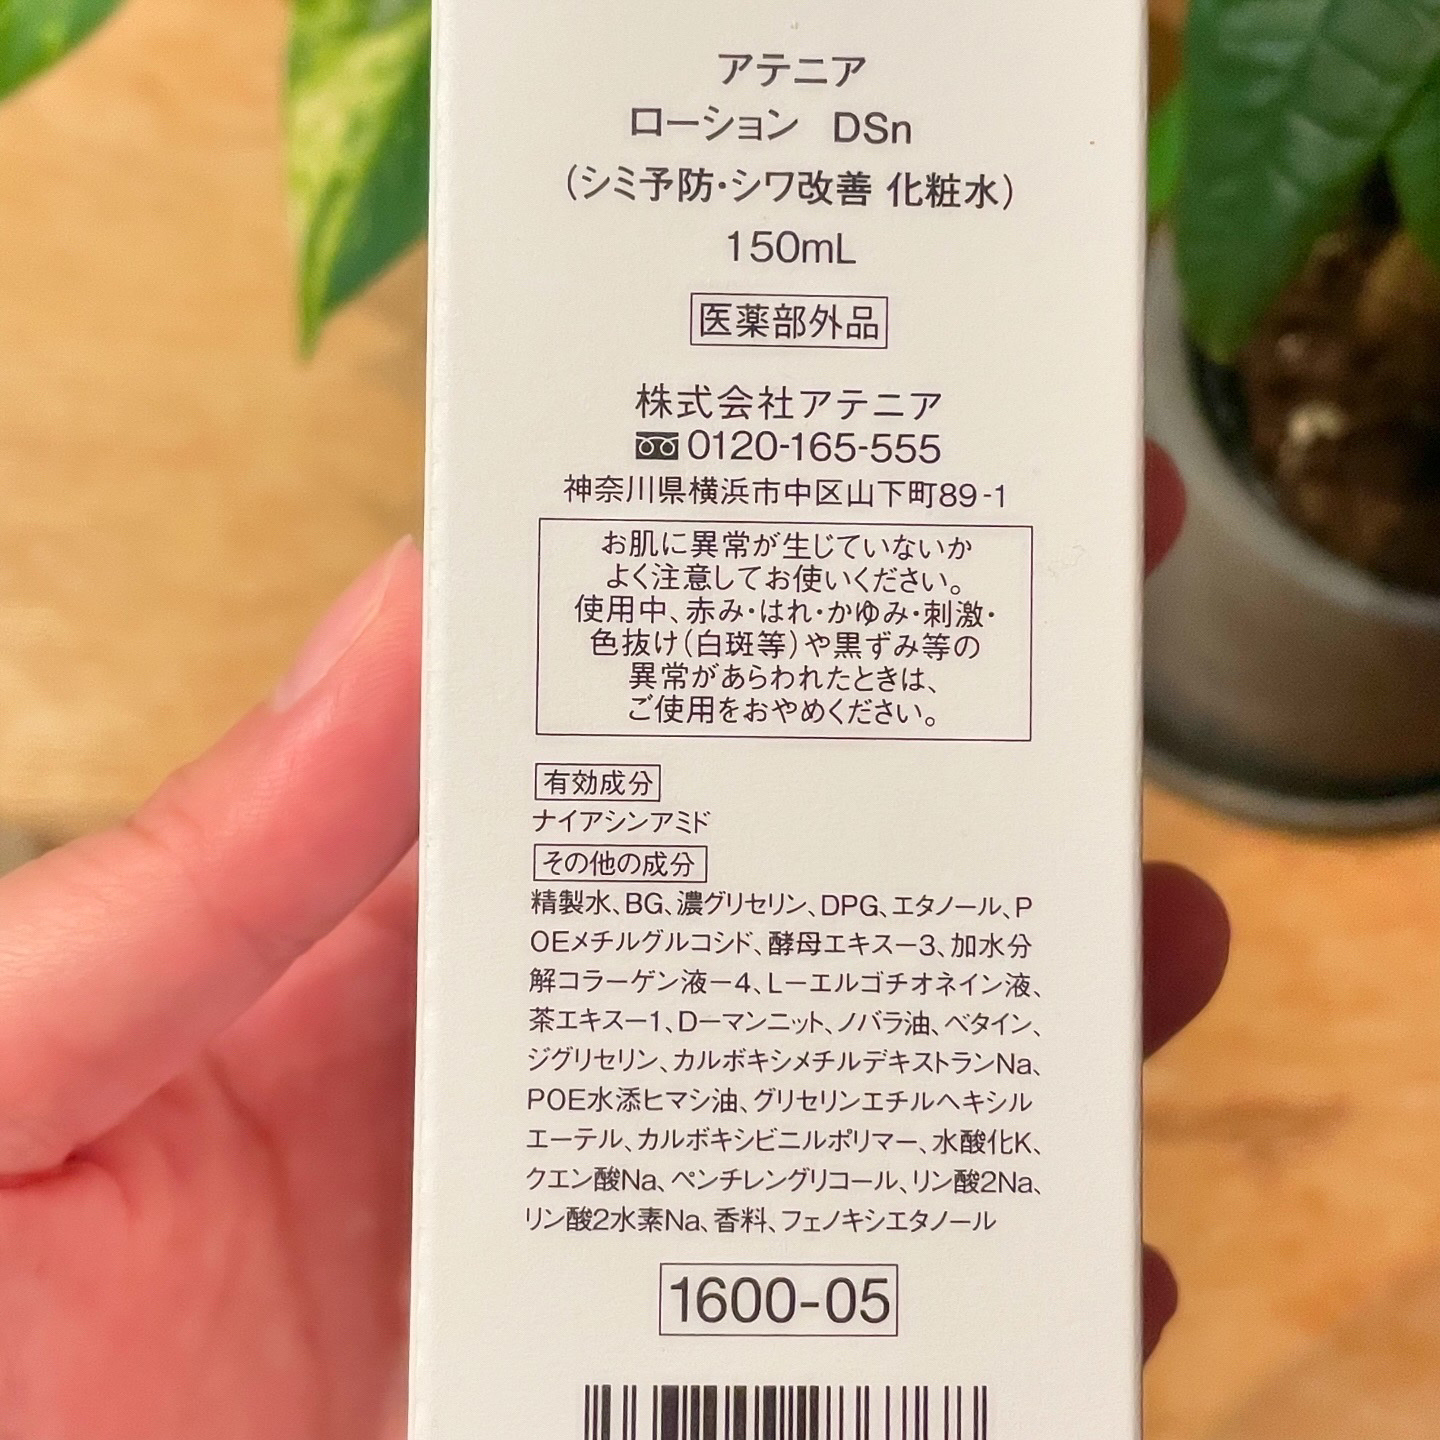 アテニア
ローション DSn
(シミ予防・シワ改善 化粧水)
150mL
医薬部外品
株式会社アテニア
0120-165-555
神奈川県横浜市中区山下町89-1
お肌に異常が生じていないか
よく注意してお使いください。
使用中、赤み・はれ・かゆみ・刺激・
色抜け(白斑等)や黒ずみ等の
異常があらわれたときは、
ご使用をおやめください。
有効成分
ナイアシンアミド
その他の成分
精製水、BG、濃グリセリン、DPG、エタノール、P
OEメチルグルコシド、酵母エキスー3、加水分
解コラーゲン液ー4、Lーエルゴチオネイン液、
茶エキスー1、Dーマンニット、ノバラ油、ベタイン、
ジグリセリン、カルボキシメチルデキストランNa、
POE水添ヒマシ油、グリセリンエチルヘキシル
エーテル、カルボキシビニルポリマー、水酸化K、
クエン酸Na、ペンチレングリコール、リン酸2Na、
リン酸2水素Na、香料、フェノキシエタノール
1600-05